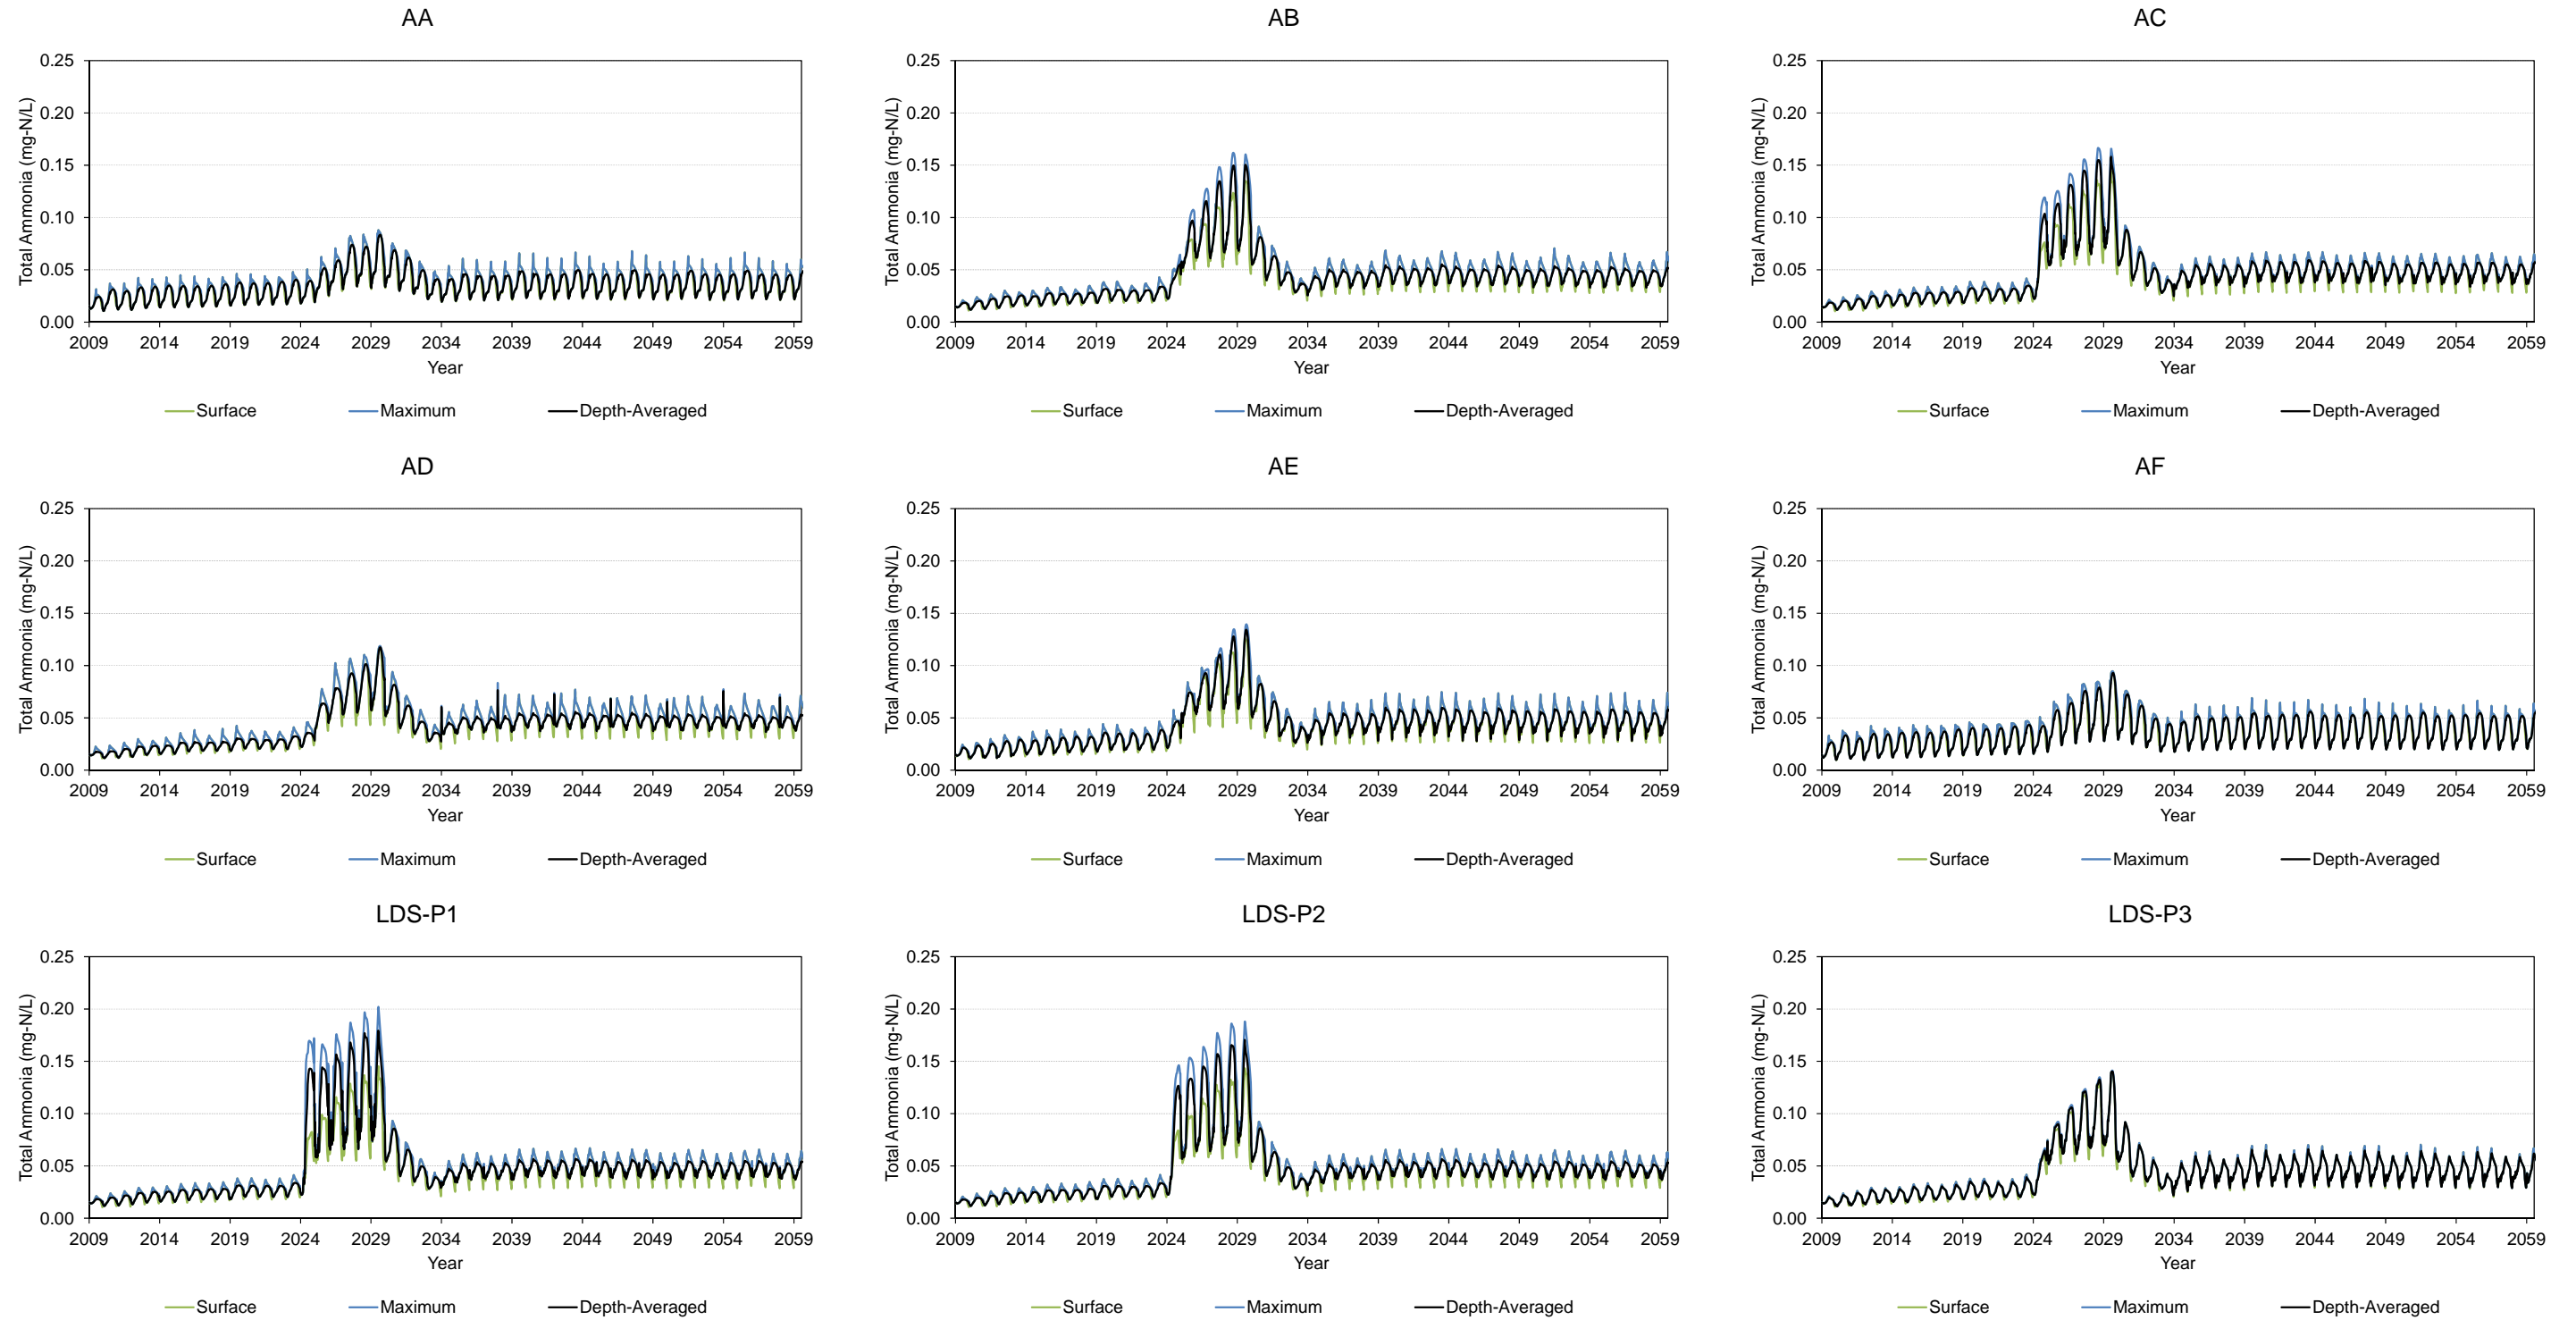 AA
AB
AC
Total Ammonia (mg-N/L)
0.25
0.20
0.15
0.10
0.05
0.00
2009 2014 2019 2024 2029 2034 2039 2044 2049 2054 2059
Year
Surface Maximum Depth-Averaged
Total Ammonia (mg-N/L)
0.25
0.20
0.15
0.10
0.05
0.00
2009 2014 2019 2024 2029 2034 2039 2044 2049 2054 2059
Year
Surface Maximum Depth-Averaged
Total Ammonia (mg-N/L)
0.25
0.20
0.15
0.10
0.05
0.00
2009 2014 2019 2024 2029 2034 2039 2044 2049 2054 2059
Year
Surface Maximum Depth-Averaged
AD
AE
AF
Total Ammonia (mg-N/L)
0.25
0.20
0.15
0.10
0.05
0.00
2009 2014 2019 2024 2029 2034 2039 2044 2049 2054 2059
Year
Surface Maximum Depth-Averaged
Total Ammonia (mg-N/L)
0.25
0.20
0.15
0.10
0.05
0.00
2009 2014 2019 2024 2029 2034 2039 2044 2049 2054 2059
Year
Surface Maximum Depth-Averaged
Total Ammonia (mg-N/L)
0.25
0.20
0.15
0.10
0.05
0.00
2009 2014 2019 2024 2029 2034 2039 2044 2049 2054 2059
Year
Surface Maximum Depth-Averaged
LDS-P1
LDS-P2
LDS-P3
Total Ammonia (mg-N/L)
0.25
0.20
0.15
0.10
0.05
0.00
2009 2014 2019 2024 2029 2034 2039 2044 2049 2054 2059
Year
Surface Maximum Depth-Averaged
Total Ammonia (mg-N/L)
0.25
0.20
0.15
0.10
0.05
0.00
2009 2014 2019 2024 2029 2034 2039 2044 2049 2054 2059
Year
Surface Maximum Depth-Averaged
Total Ammonia (mg-N/L)
0.25
0.20
0.15
0.10
0.05
0.00
2009 2014 2019 2024 2029 2034 2039 2044 2049 2054 2059
Year
Surface Maximum Depth-Averaged